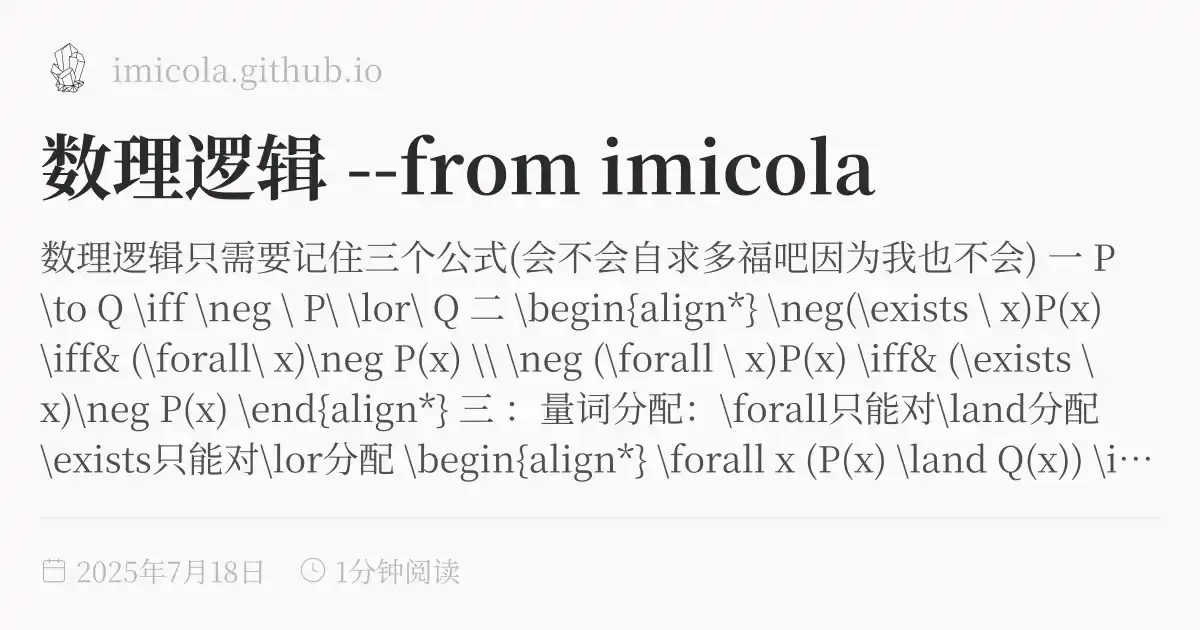 imicola.github.io
数理逻辑 --from imicola
数理逻辑只需要记住三个公式(会不会自求多福吧因为我也不会) 一 P
\to Q \iff \neg \ P\ \lor\ Q 二 \begin{align*} \neg(\exists \ x)P(x)
\iff& (\forall\ x)\neg P(x) \\ \neg (\forall \ x)P(x) \iff& (\exists \
x)\neg P(x) \end{align*} 三 ：量词分配：\forall只能对\land分配
\exists只能对\lor分配 \begin{align*} \forall x (P(x) \land Q(x)) \i…
2025年7月18日 1分钟阅读